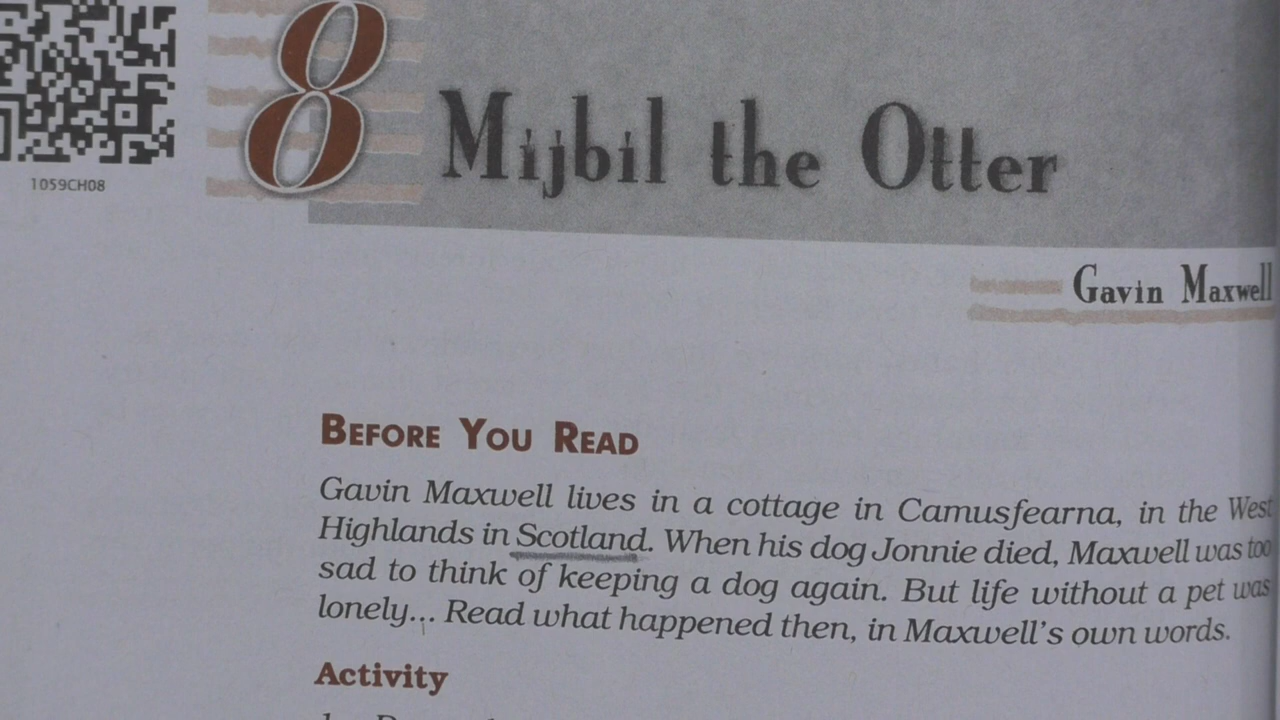 8 Mijbil the Otter
1059CH08
Gavin Maxwell
BEFORE YOU READ
Gavin Maxwell lives in a cottage in Camusfearna, in the West
Highlands in Scotland. When his dog Jonnie died, Maxwell was too
sad to think of keeping a dog again. But life without a pet was
lonely... Read what happened then, in Maxwell's own words.
Activity